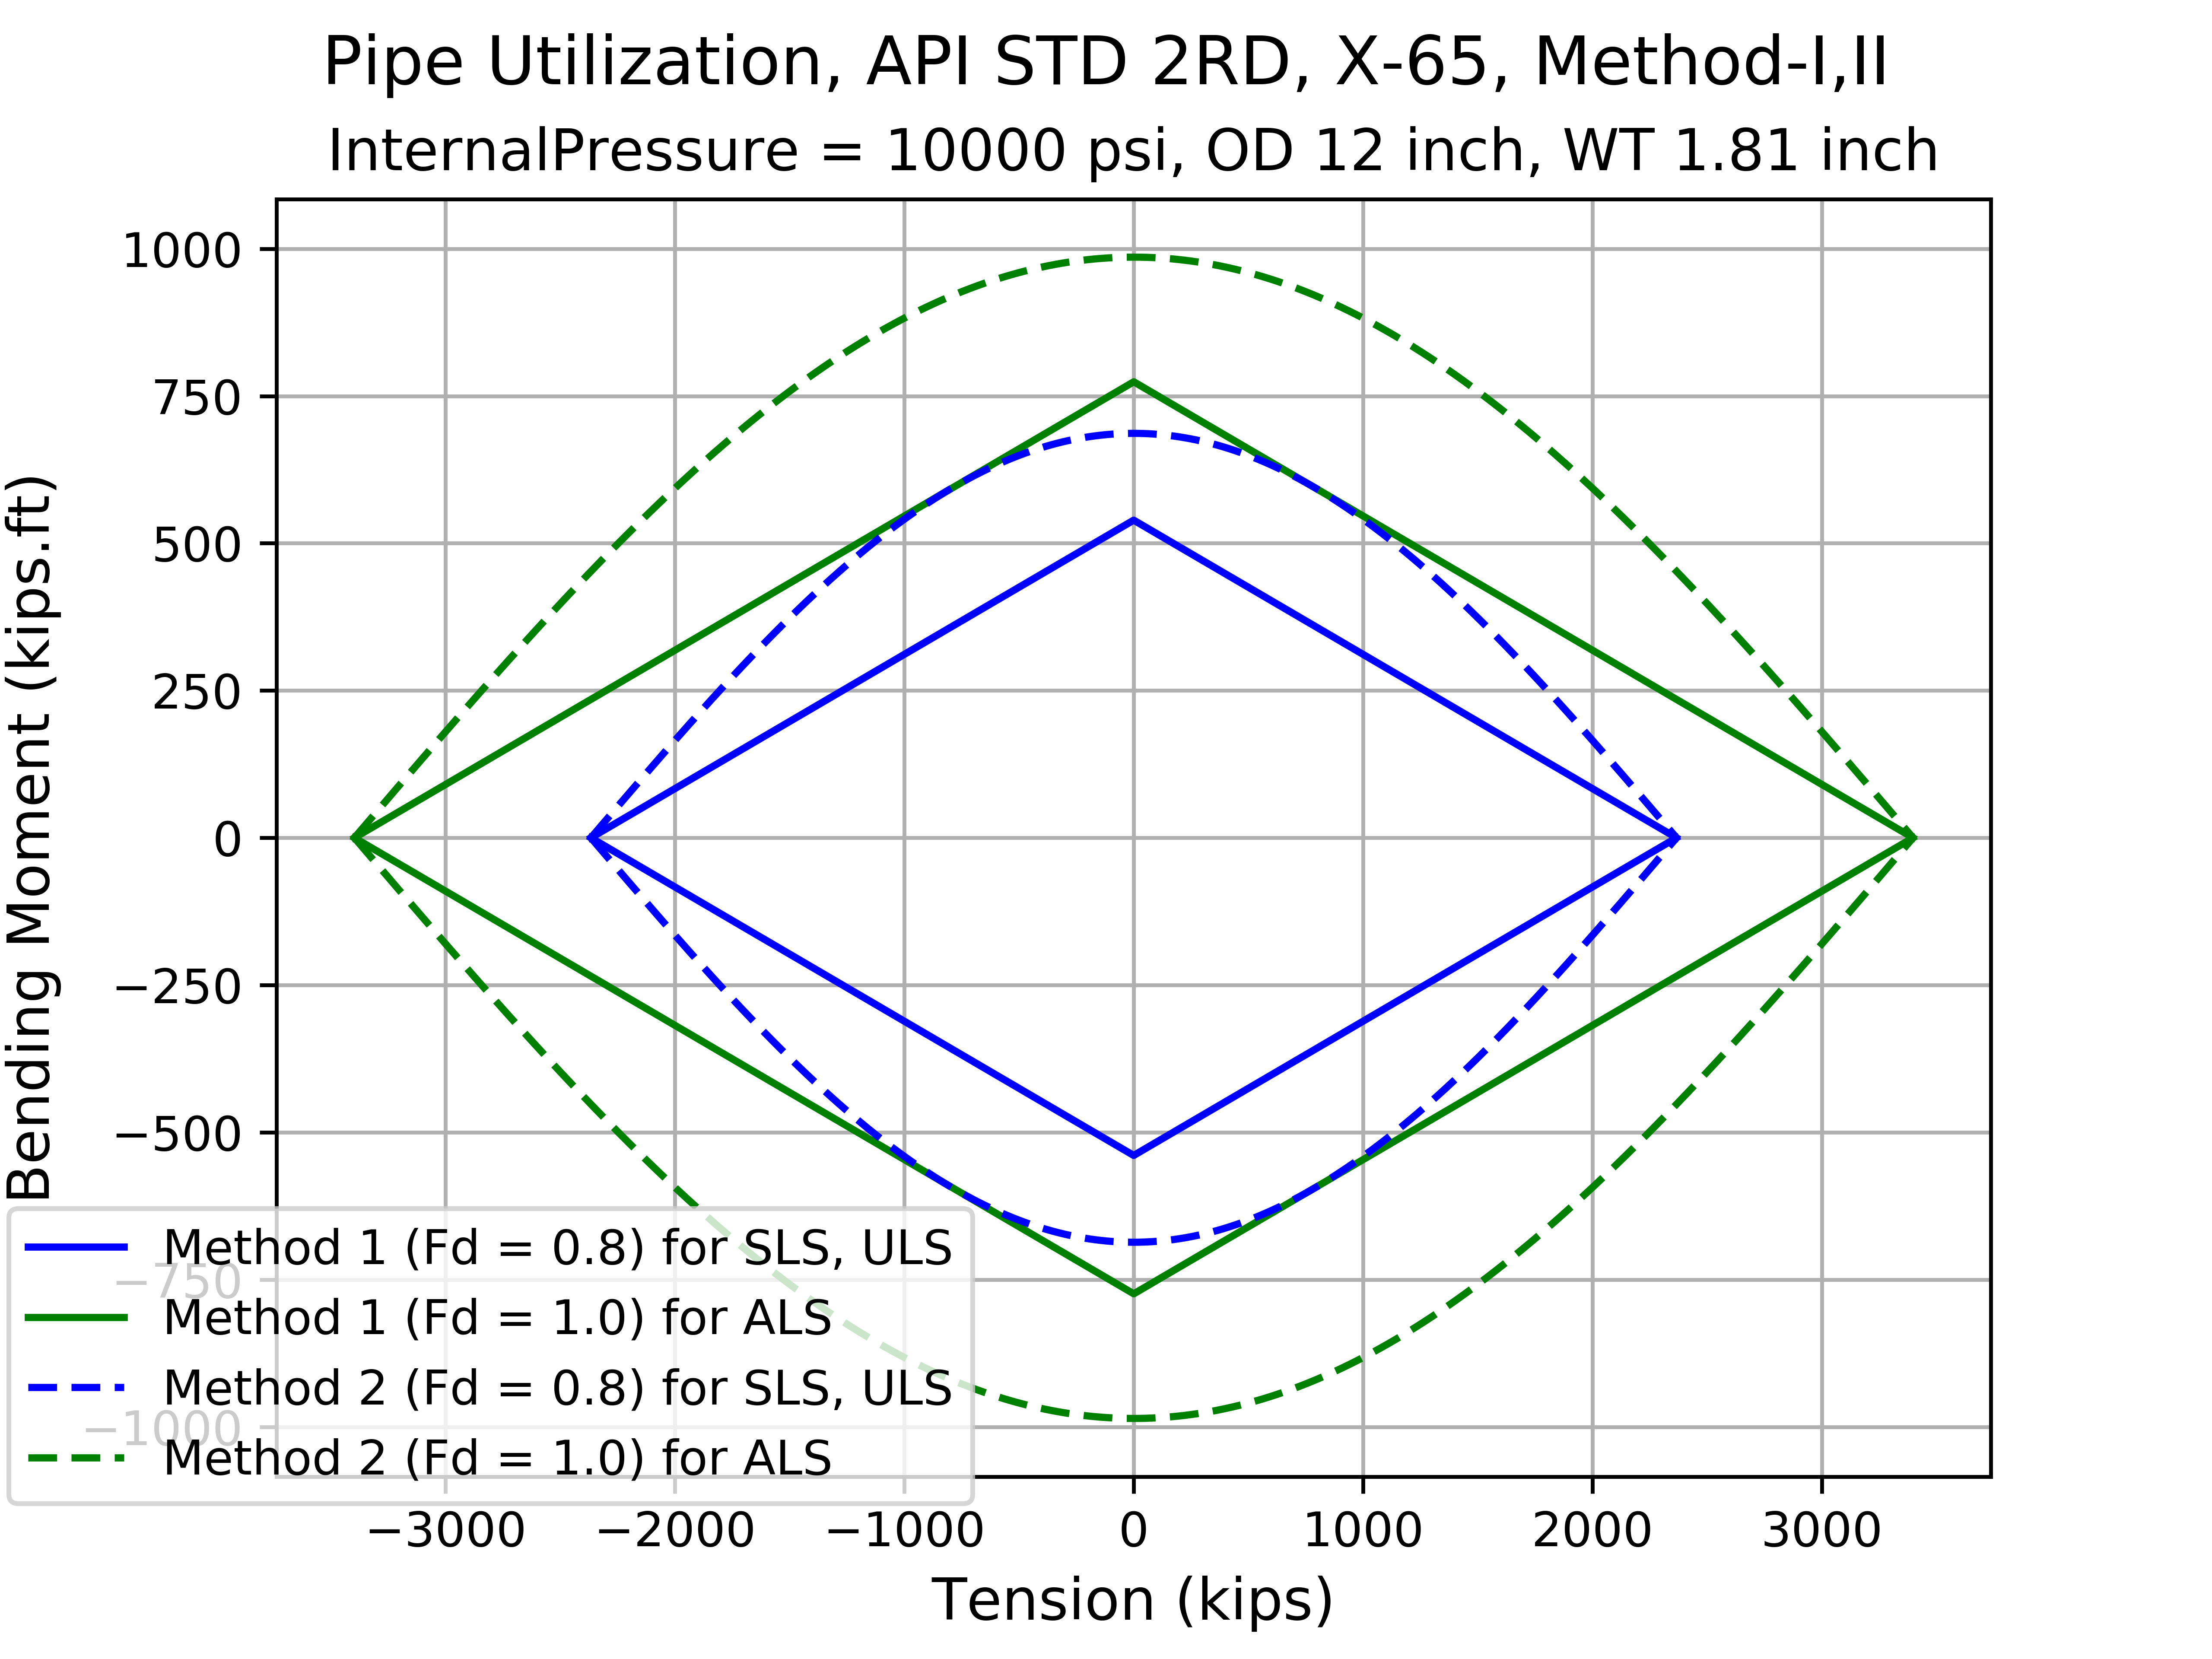 Pipe Utilization, API STD 2RD, X-65, Method-I,II
InternalPressure = 10000 psi, OD 12 inch, WT 1.81 inch
Bending Moment (kips.ft)
1000
750
500
250
0
−250
−500
−750
−1000
Method 1 (Fd = 0.8) for SLS, ULS
Method 1 (Fd = 1.0) for ALS
Method 2 (Fd = 0.8) for SLS, ULS
Method 2 (Fd = 1.0) for ALS
−3000 −2000 −1000 0 1000 2000 3000
Tension (kips)